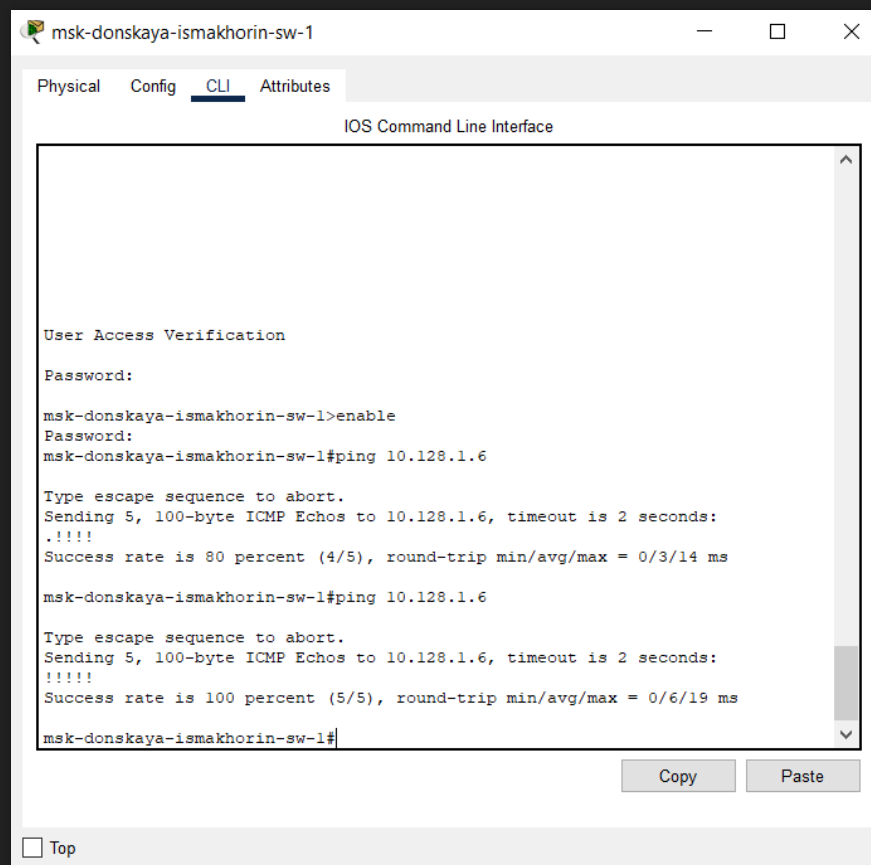 msk-donskaya-ismakhorin-sw-1
Physical Config CLI Attributes
IOS Command Line Interface
User Access Verification
Password:
msk-donskaya-ismakhorin-sw-1>enable
Password:
msk-donskaya-ismakhorin-sw-1#ping 10.128.1.6
Type escape sequence to abort.
Sending 5, 100-byte ICMP Echos to 10.128.1.6, timeout is 2 seconds:
.!!!!
Success rate is 80 percent (4/5), round-trip min/avg/max = 0/3/14 ms
msk-donskaya-ismakhorin-sw-1#ping 10.128.1.6
Type escape sequence to abort.
Sending 5, 100-byte ICMP Echos to 10.128.1.6, timeout is 2 seconds:
!!!!!
Success rate is 100 percent (5/5), round-trip min/avg/max = 0/6/19 ms
msk-donskaya-ismakhorin-sw-1#
Copy Paste
Top